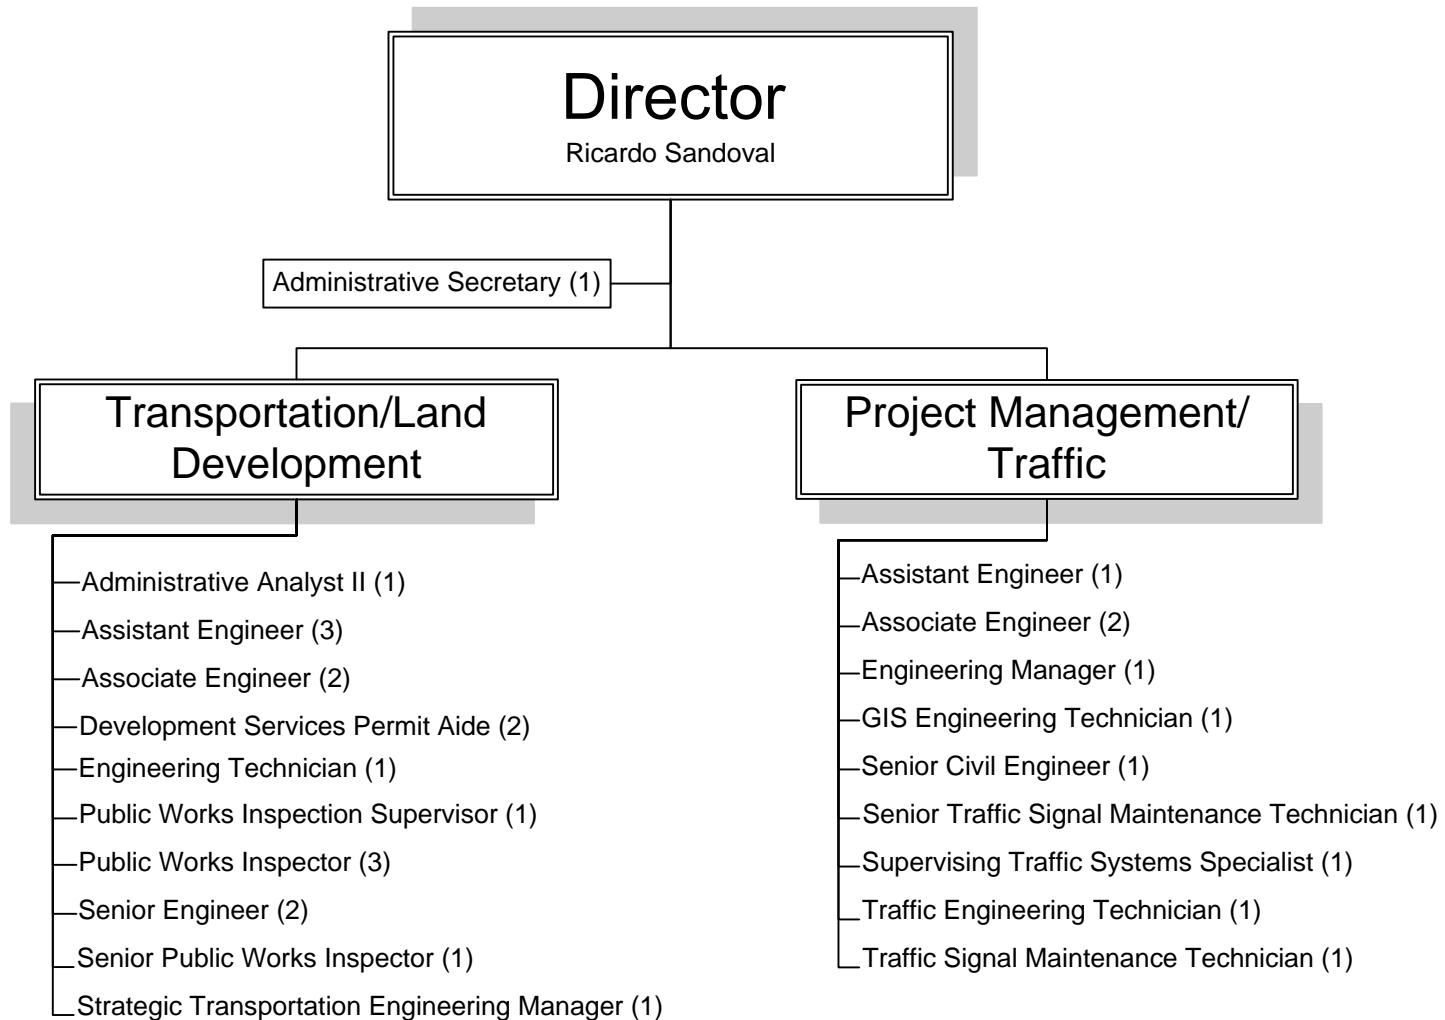 Director
Ricardo Sandoval
Administrative Secretary (1)
Transportation/Land
Development
Administrative Analyst II (1)
Assistant Engineer (3)
Associate Engineer (2)
Development Services Permit Aide (2)
Engineering Technician (1)
Public Works Inspection Supervisor (1)
Public Works Inspector (3)
Senior Engineer (2)
Senior Public Works Inspector (1)
Strategic Transportation Engineering Manager (1)
Project Management/
Traffic
Assistant Engineer (1)
Associate Engineer (2)
Engineering Manager (1)
GIS Engineering Technician (1)
Senior Civil Engineer (1)
Senior Traffic Signal Maintenance Technician (1)
Supervising Traffic Systems Specialist (1)
Traffic Engineering Technician (1)
Traffic Signal Maintenance Technician (1)